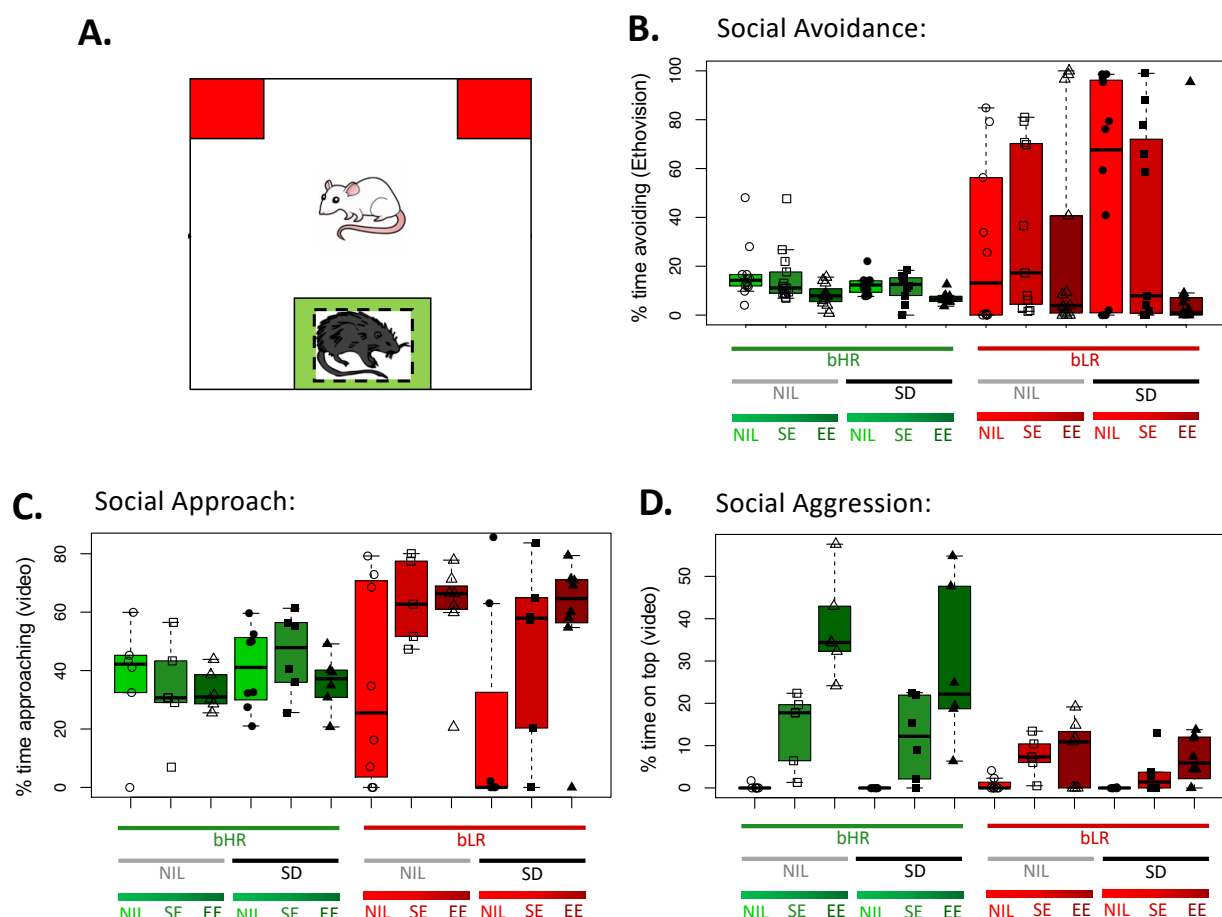 A.
B. Social Avoidance:
% time avoiding (Ethovision)
100
80
60
40
20
0
bHR bLR
NIL SD NIL SD
NIL SE EE NIL SE EE NIL SE EE NIL SE EE
C. Social Approach:
% time approaching (video)
80
60
40
20
0
bHR bLR
NIL SD NIL SD
NIL SE EE NIL SE EE NIL SE EE NIL SE EE
D. Social Aggression:
% time on top (video)
50
40
30
20
10
0
bHR bLR
NIL SD NIL SD
NIL SE EE NIL SE EE NIL SE EE NIL SE EE